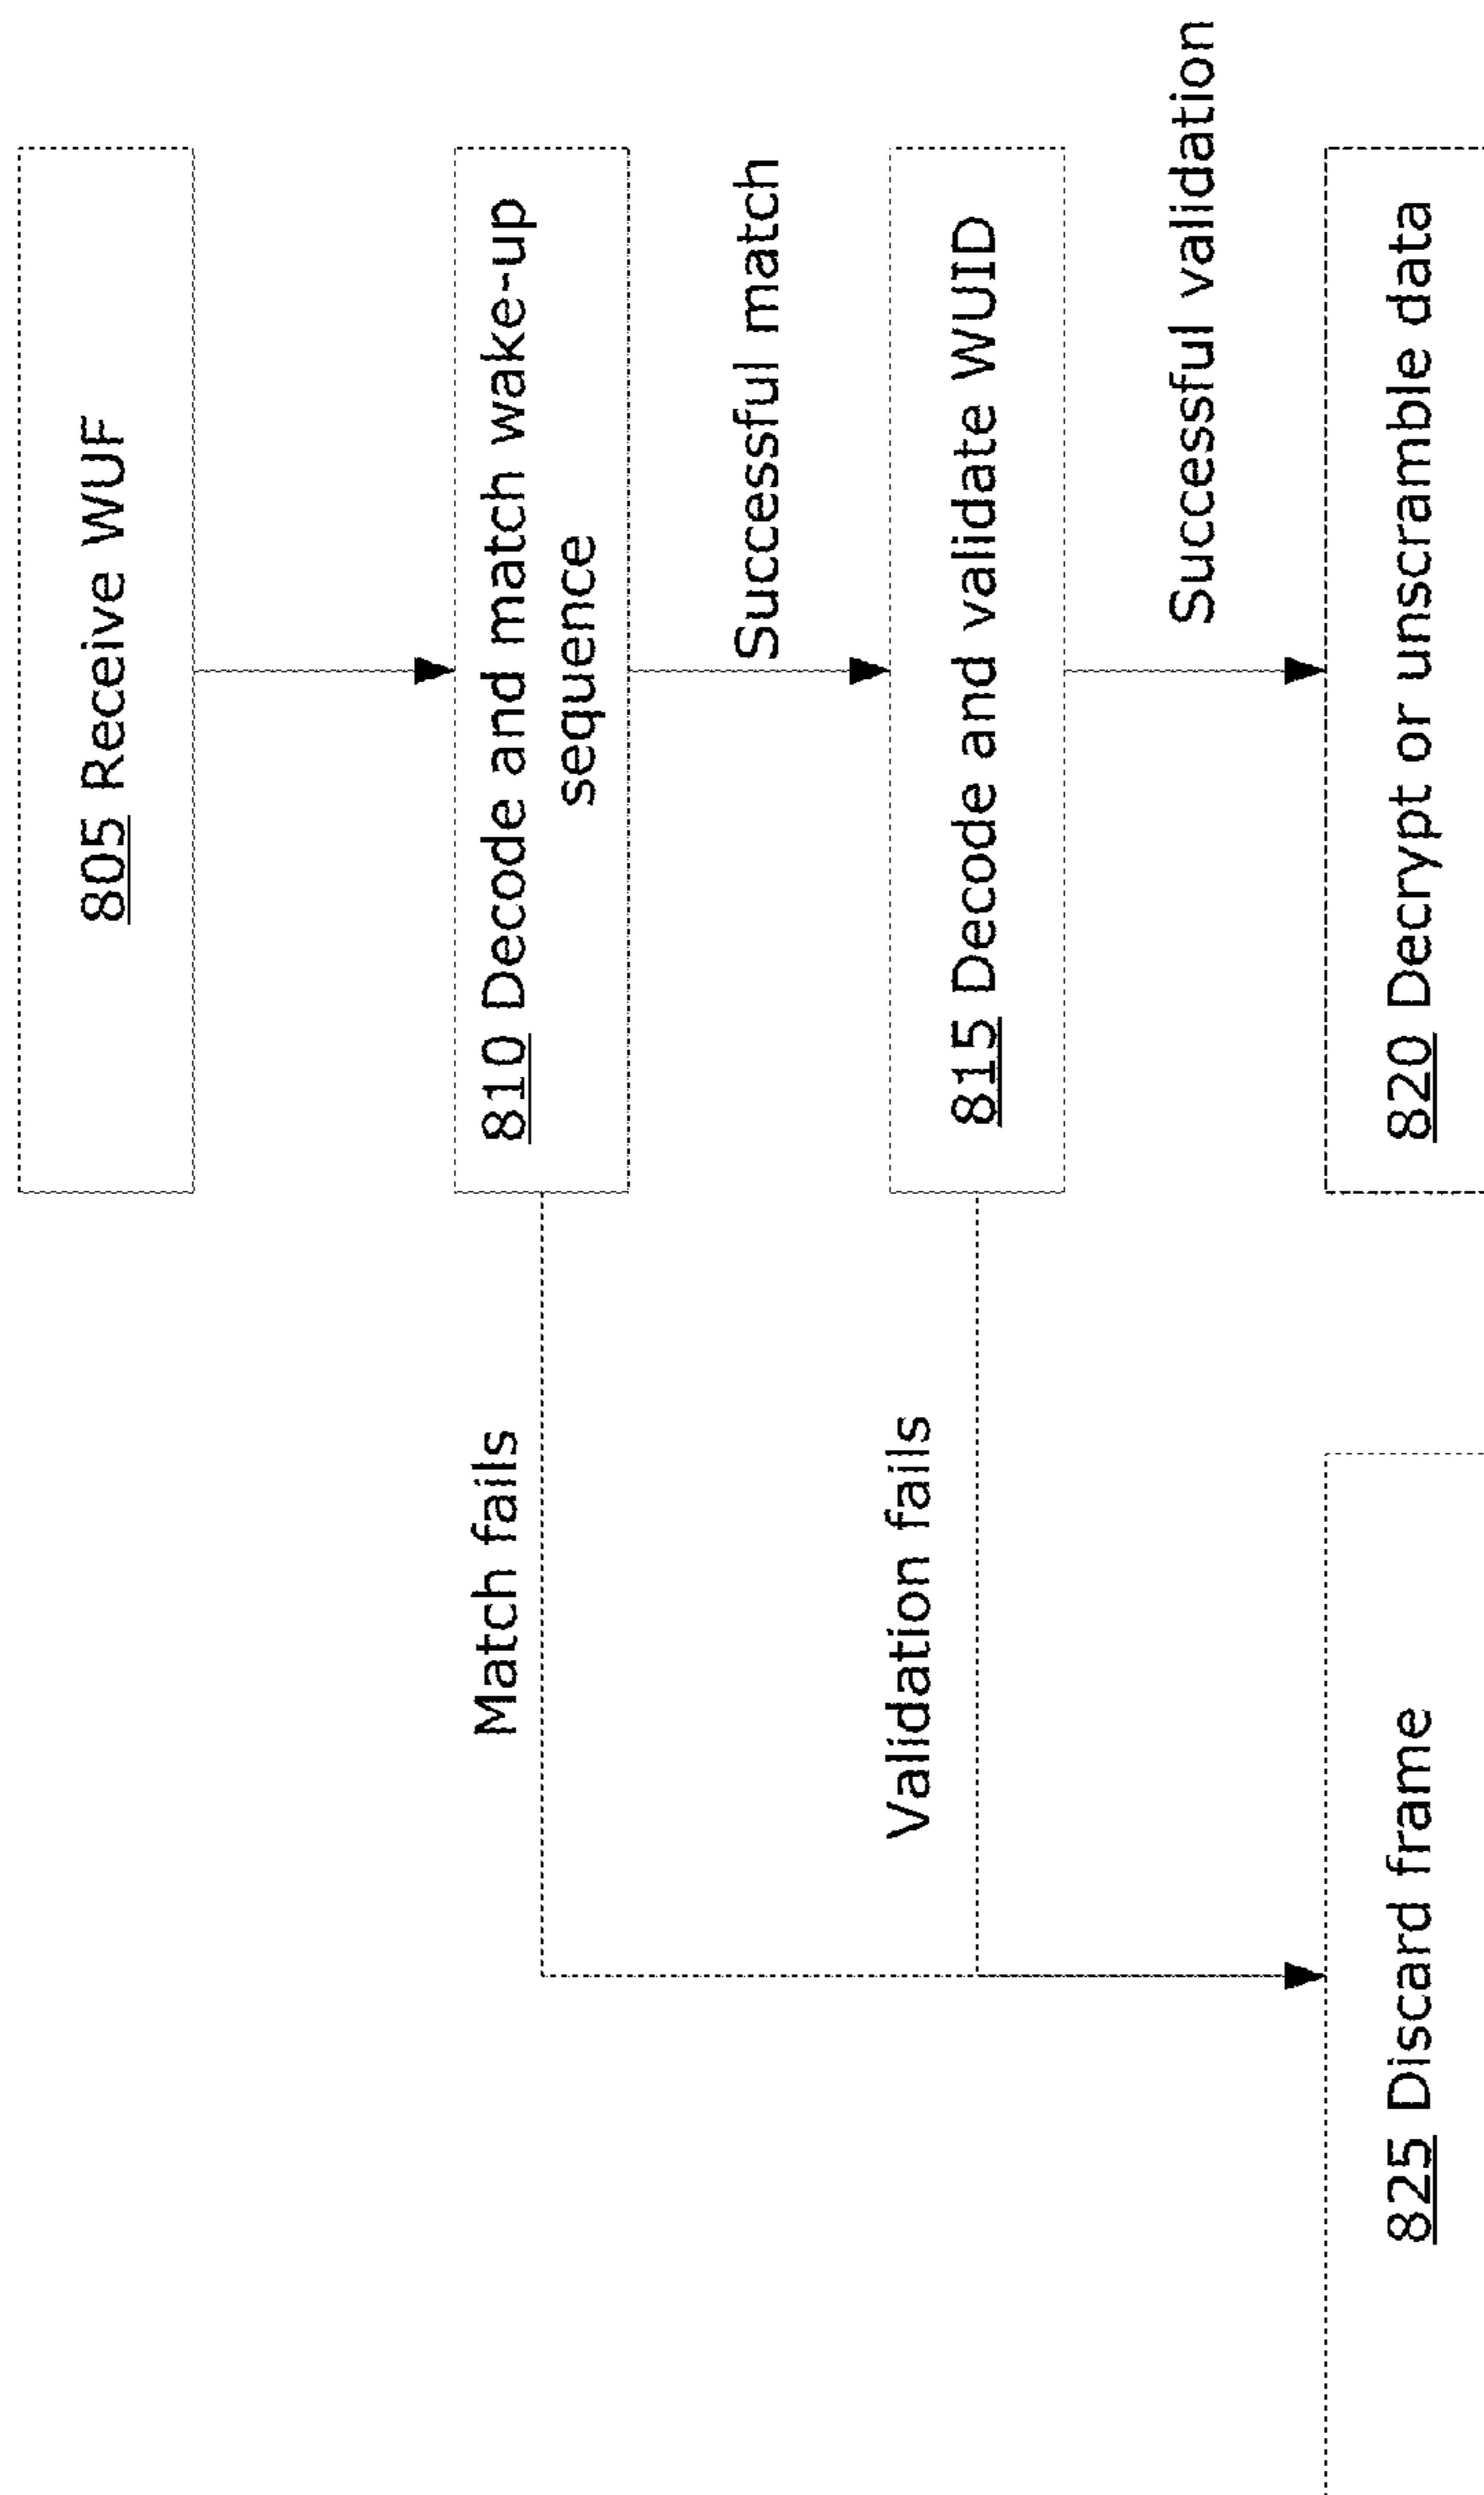 805 Receive WUF
810 Decode and match wake-up
sequence
Match fails
Successful match
815 Decode and validate WUID
Validation fails
Successful validation
825 Discard frame
820 Decrypt or unscramble data